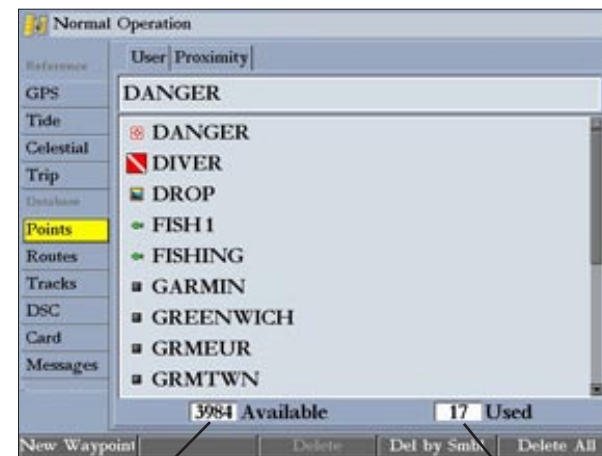 Normal Operation
Reference
User Proximity
GPS
DANGER
Tide
Celestial
Trip
Database
Points
Routes
Tracks
DSC
Card
Messages
DANGER
DIVER
DROP
FISH1
FISHING
GARMIN
GREENWICH
GRMEUR
GRMTWN
3984 Available
17 Used
New Waypoint
Delete
Del by Smbl
Delete All